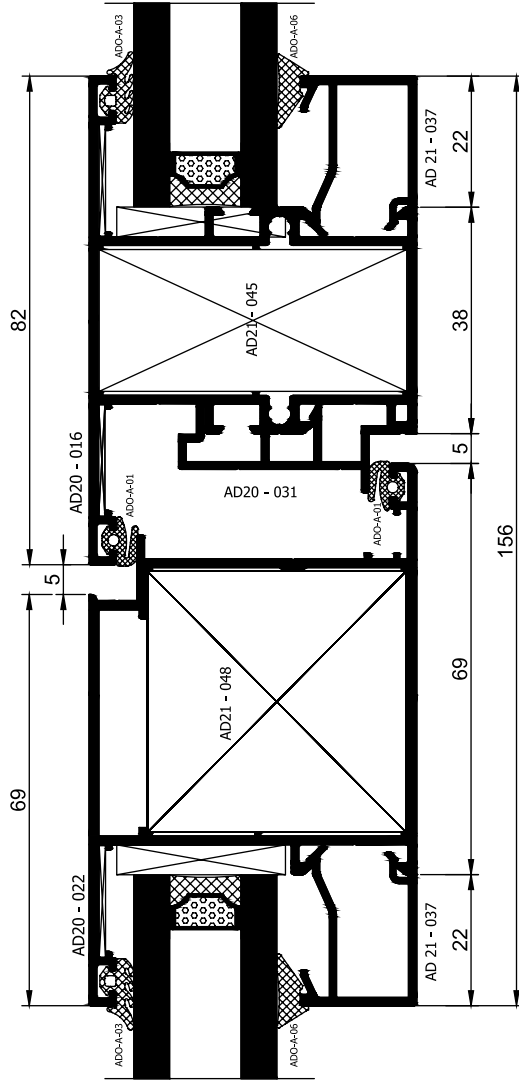 ADO-A-03
ADO-A-06
AD 21 - 037
22
82
AD21 - 045
38
AD20 - 016
ADO-A-01
AD20 - 031
ADO-A-01
5
156
5
AD21 - 048
69
69
AD20 - 022
AD 21 - 037
22
ADO-A-03
ADO-A-06